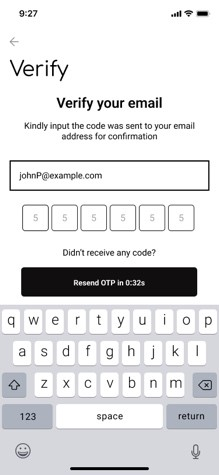 9:27
Verify
Verify your email
Kindly input the code was sent to your email
address for confirmation
johnP@example.com
5 5 5 5 5 5
Didn't receive any code?
Resend OTP in 0:32s
q w e r t y u i o p
a s d f g h j k l
z x c v b n m
123 space return